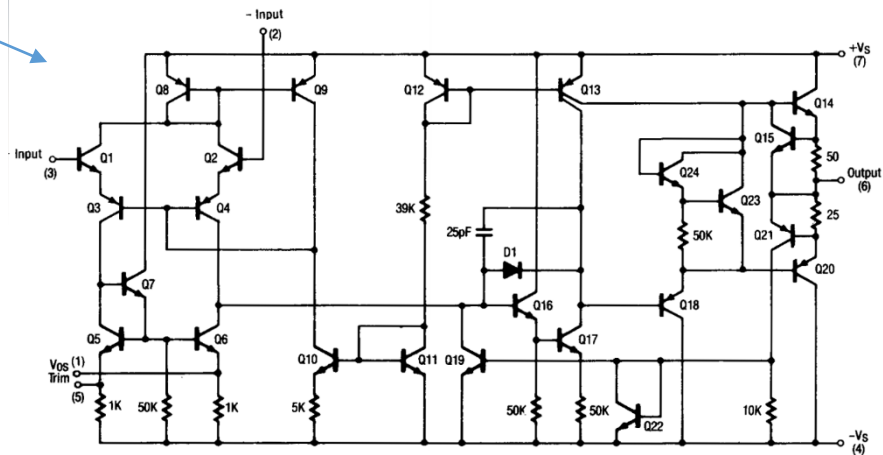 - Input
(2)
+Vs
(7)
Q8
Q9
Q12
Q13
Q14
Q15
Input
(3)
Q1
Q2
50
Q24
Output
(6)
Q3
Q4
39K
Q23
25
25pF
50K
Q21
D1
Q20
Q7
Q16
Q18
Q5
Q6
Q10
Q11
Q19
Q17
Vos (1)
Trim
(5)
1K
50K
1K
5K
50K
50K
Q22
10K
-Vs
(4)